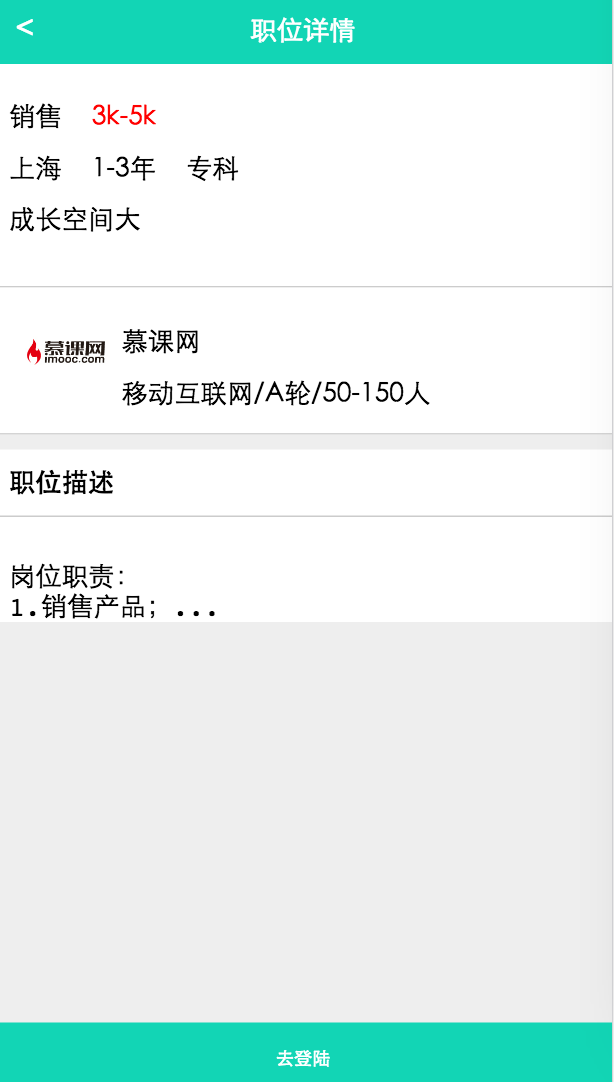 <
职位详情
销售 3k-5k
上海 1-3年 专科
成长空间大
慕课网
imooc.com
慕课网
移动互联网/A轮/50-150人
职位描述
岗位职责：
1.销售产品；...
去登陆